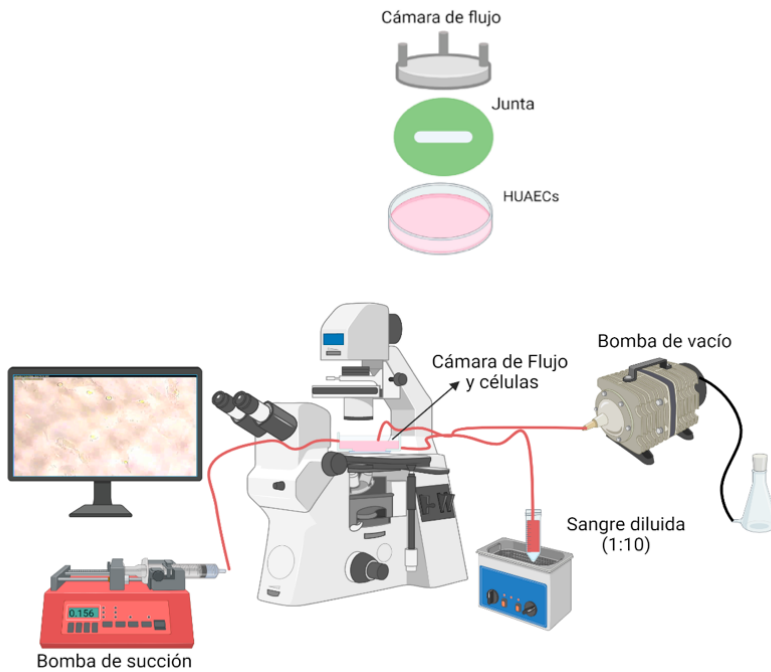 Cámara de flujo
Junta
HUAECs
Bomba de vacío
Cámara de Flujo
y células
Sangre diluida
(1:10)
0.156
Bomba de succión